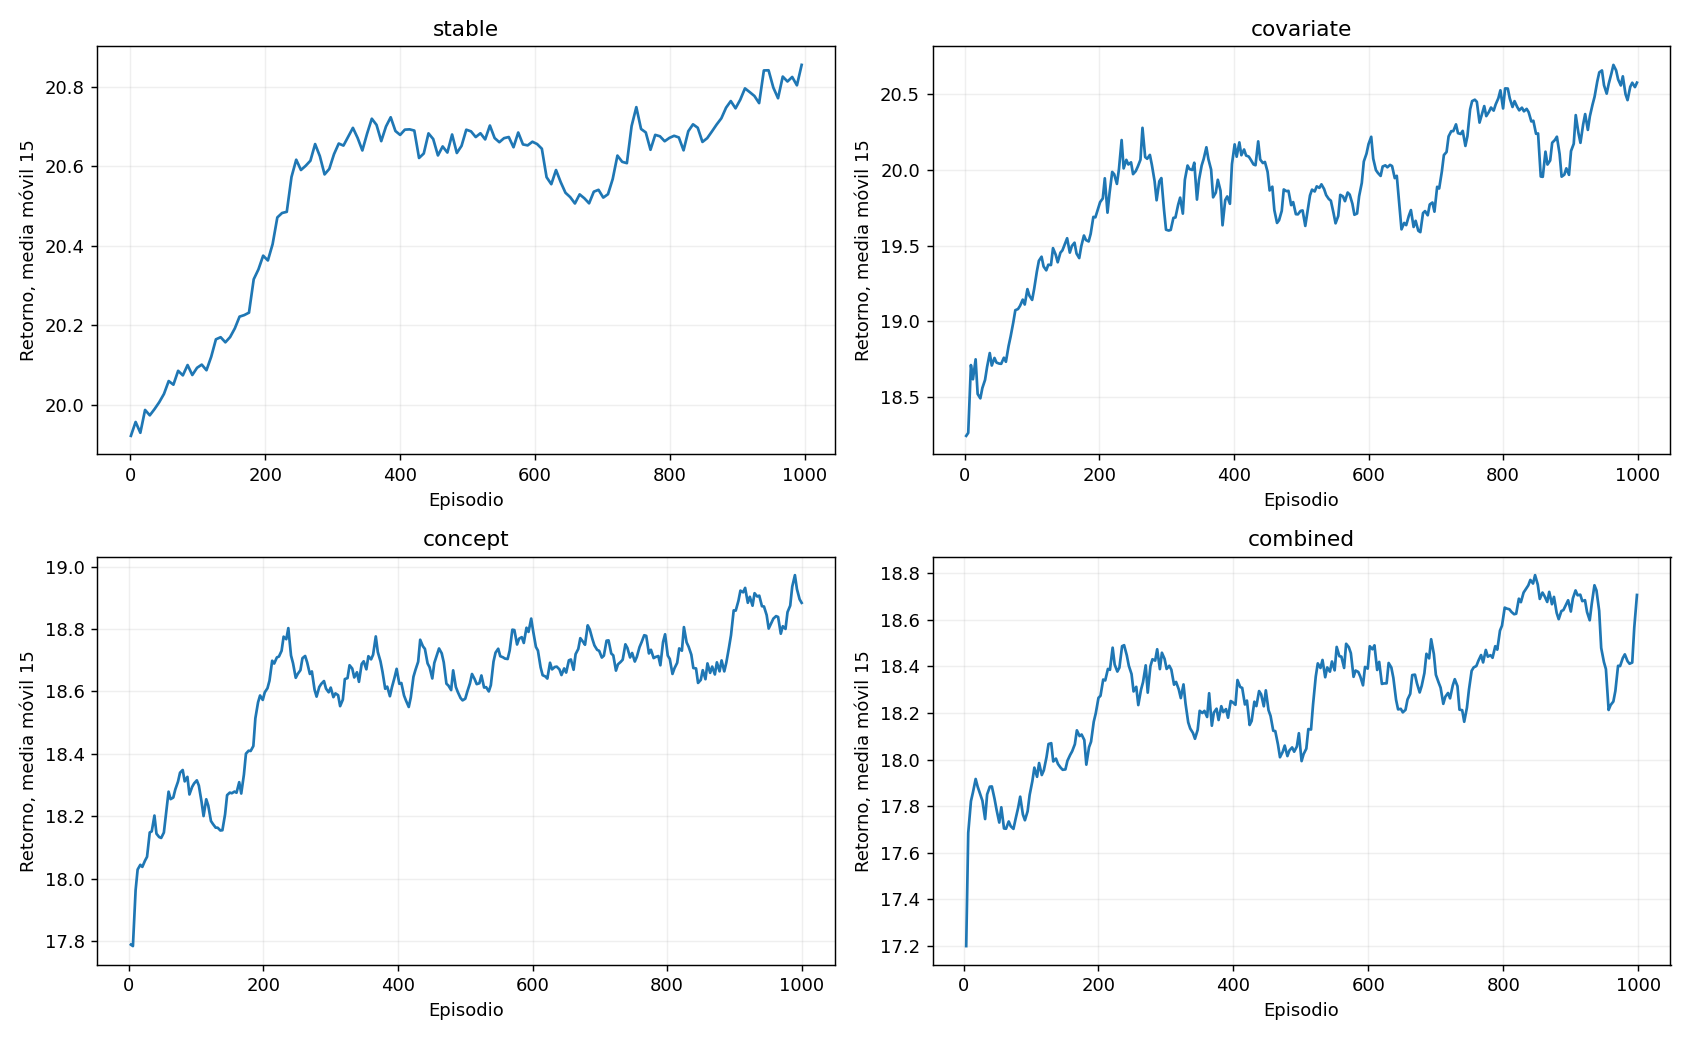 stable
Retorno, media móvil 15
20.8
20.6
20.4
20.2
20.0
0 200 400 600 800 1000
Episodio
covariate
Retorno, media móvil 15
20.5
20.0
19.5
19.0
18.5
0 200 400 600 800 1000
Episodio
concept
Retorno, media móvil 15
19.0
18.8
18.6
18.4
18.2
18.0
17.8
0 200 400 600 800 1000
Episodio
combined
Retorno, media móvil 15
18.8
18.6
18.4
18.2
18.0
17.8
17.6
17.4
17.2
0 200 400 600 800 1000
Episodio